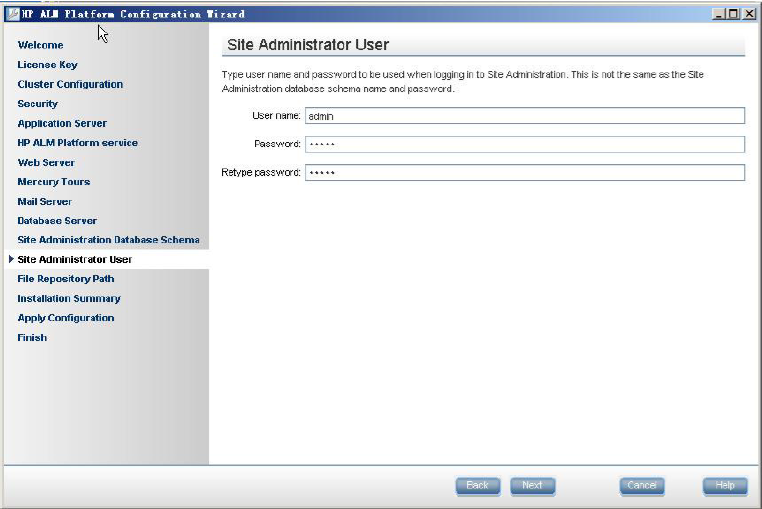 HP ALM Platform Configuration Wizard
Welcome
License Key
Cluster Configuration
Security
Application Server
HP ALM Platform service
Web Server
Mercury Tours
Mail Server
Database Server
Site Administration Database Schema
Site Administrator User
File Repository Path
Installation Summary
Apply Configuration
Finish
Site Administrator User
Type user name and password to be used when logging in to Site Administration. This is not the same as the Site
Administration database schema name and password.
User name: admin
Password: •••••
Retype password: •••••
Back Next Cancel Help